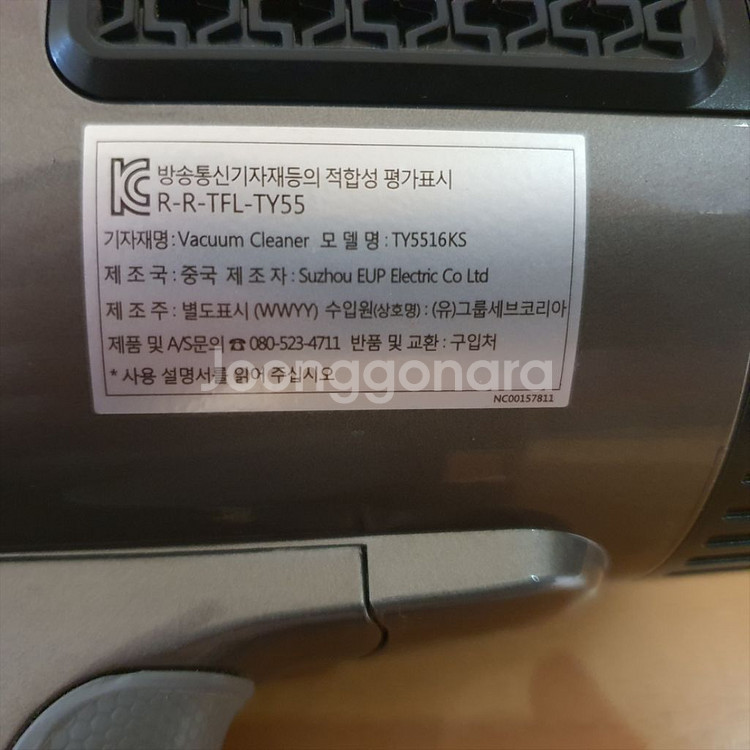 방송통신기자재등의 적합성 평가표시
R-R-TFL-TY55
기자재명 : Vacuum Cleaner 모 델 명 : TY5516KS
제 조 국 : 중국 제 조 자 : Suzhou EUP Electric Co Ltd
제 조 주 : 별도표시 (WWYY) 수입원(상호명) : (유)그룹세브코리아
제품 및 A/S문의 ☎ 080-523-4711 반품 및 교환 : 구입처
* 사용 설명서를 읽어 주십시오
Joonggonara
NC00157811